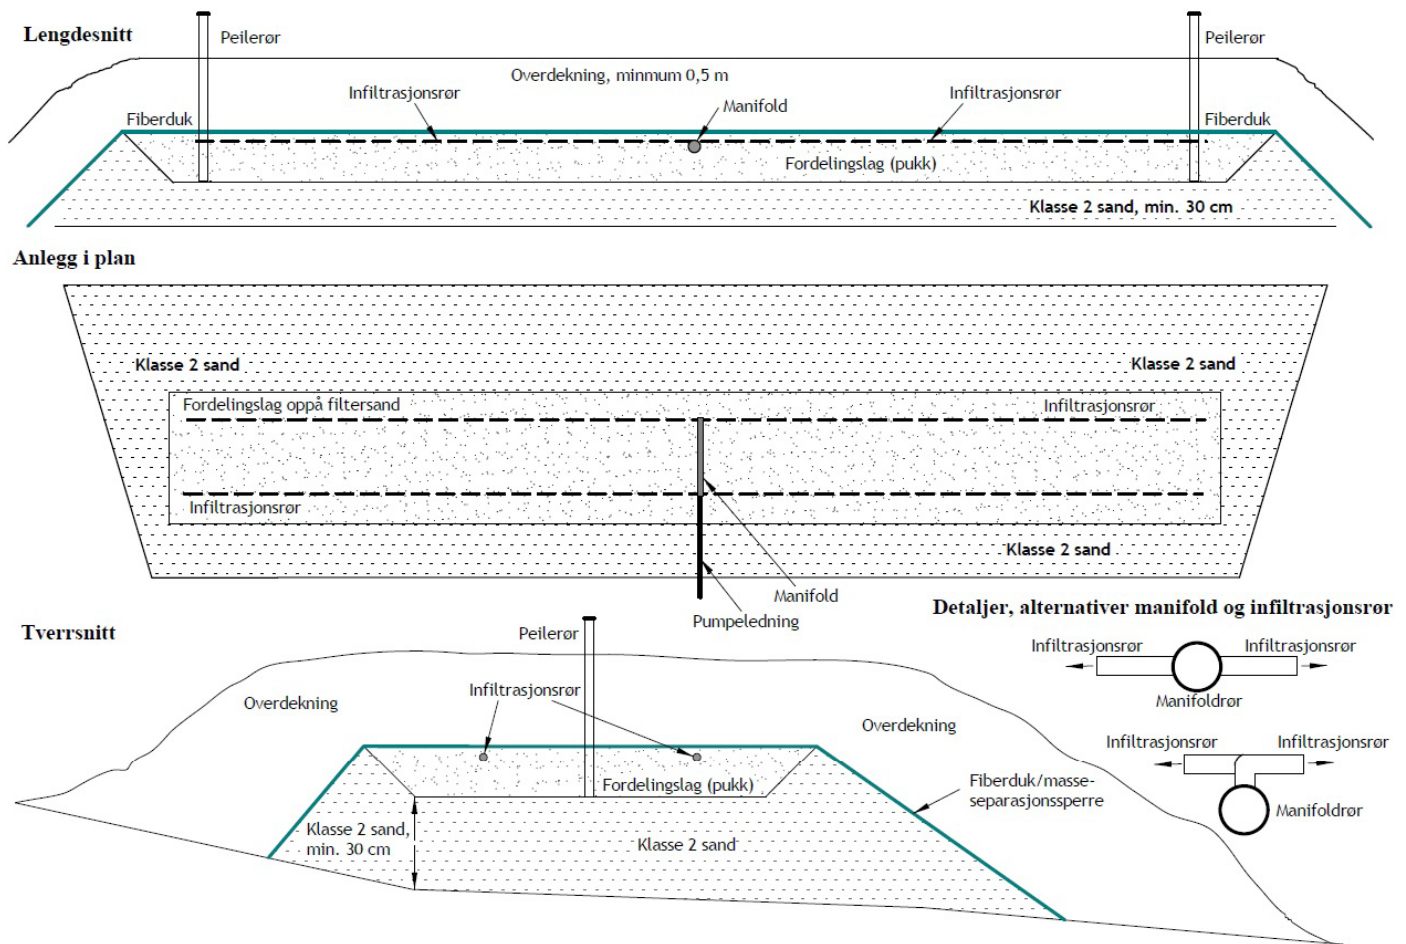 Lengdesnitt
Peilerør
Peilerør
Overdekning, minmum 0,5 m
Infiltrasjonsrør
Manifold
Infiltrasjonsrør
Fiberduk
Fiberduk
Fordelingslag (pukk)
Klasse 2 sand, min. 30 cm
Anlegg i plan
Klasse 2 sand
Klasse 2 sand
Fordelingslag oppå filtersand
Infiltrasjonsrør
Infiltrasjonsrør
Klasse 2 sand
Manifold
Pumpeledning
Detaljer, alternativer manifold og infiltrasjonsrør
Infiltrasjonsrør
Infiltrasjonsrør
Manifoldrør
Infiltrasjonsrør
Infiltrasjonsrør
Manifoldrør
Tverrsnitt
Peilerør
Infiltrasjonsrør
Overdekning
Overdekning
Fordelingslag (pukk)
Fiberduk/masse-
separasjonssperre
Klasse 2 sand,
min. 30 cm
Klasse 2 sand